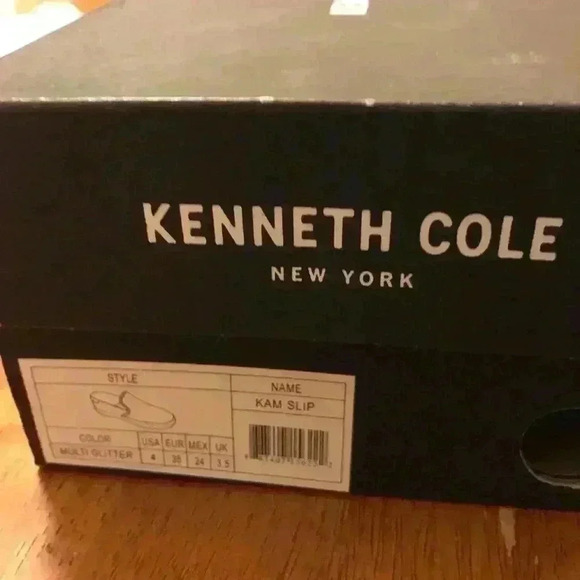 KENNETH COLE
NEW YORK
STYLE
NAME
KAM SLIP
COLOR USA EUR MEX UK
MULTI GLITTER 4 24 3.5